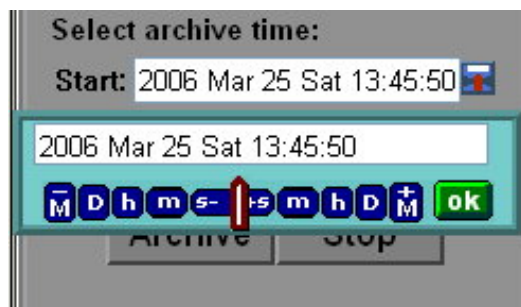 Select archive time:
Start: 2006 Mar 25 Sat 13:45:50
2006 Mar 25 Sat 13:45:50
M̅ D h m s- +s m h D M̟ ok
Archive Stop